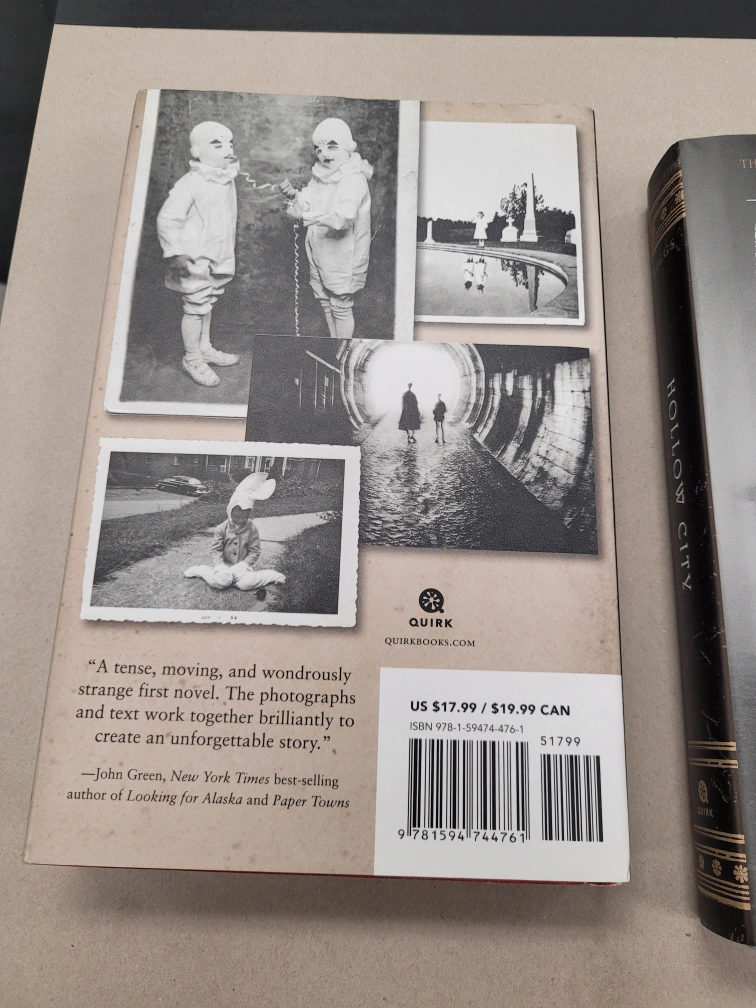 QUIRK
QUIRKBOOKS.COM
“A tense, moving, and wondrously
strange first novel. The photographs
and text work together brilliantly to
create an unforgettable story.”
—John Green, New York Times best-selling
author of Looking for Alaska and Paper Towns
US $17.99 / $19.99 CAN
ISBN 978-1-59474-476-1
51799
9 781594 744761
TH
HOLLOW CITY
QUIRK